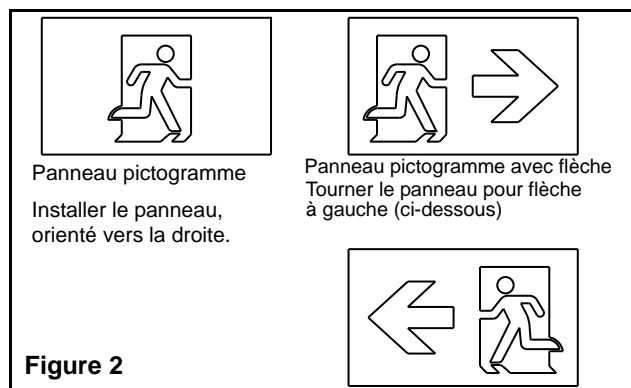 Panneau pictogramme
Installer le panneau,
orienté vers la droite.
Panneau pictogramme avec flèche
Tourner le panneau pour flèche
à gauche (ci-dessous)
Figure 2